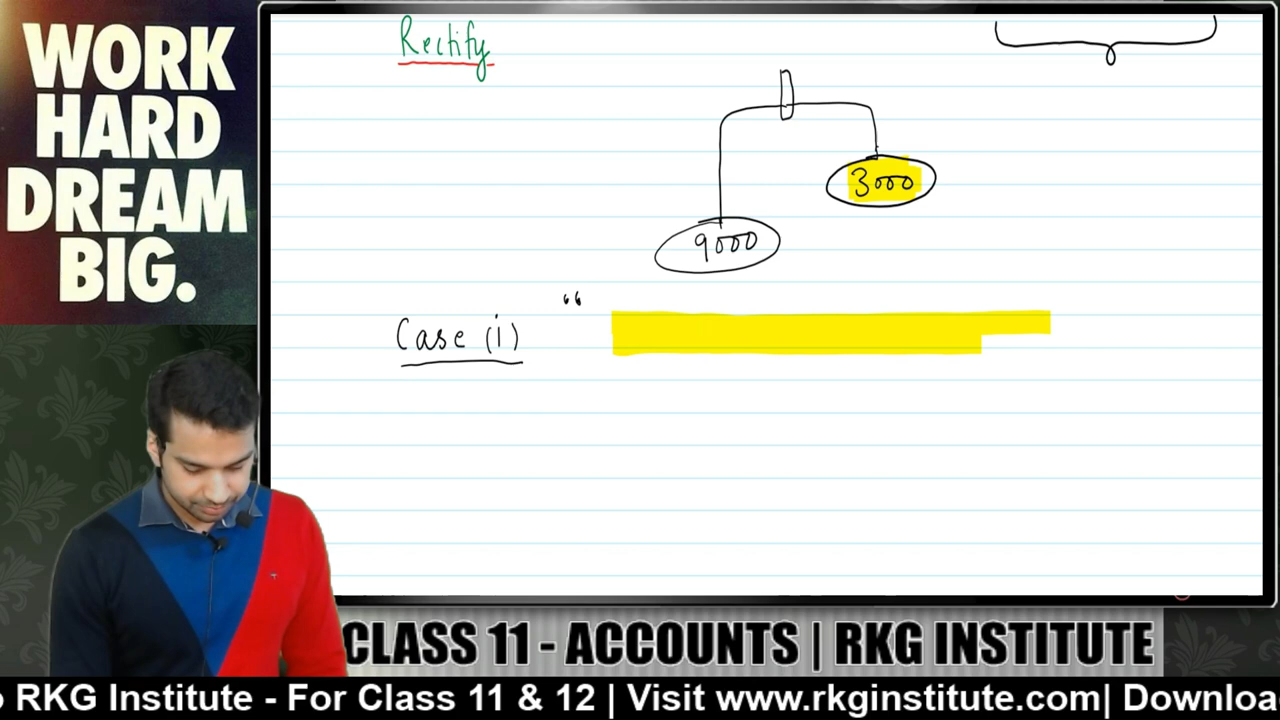 WORK
HARD
DREAM
BIG.
Rectify
3000
9000
Case (i) “
CLASS 11 - ACCOUNTS | RKG INSTITUTE
RKG Institute - For Class 11 & 12 | Visit www.rkginstitute.com| Downloa